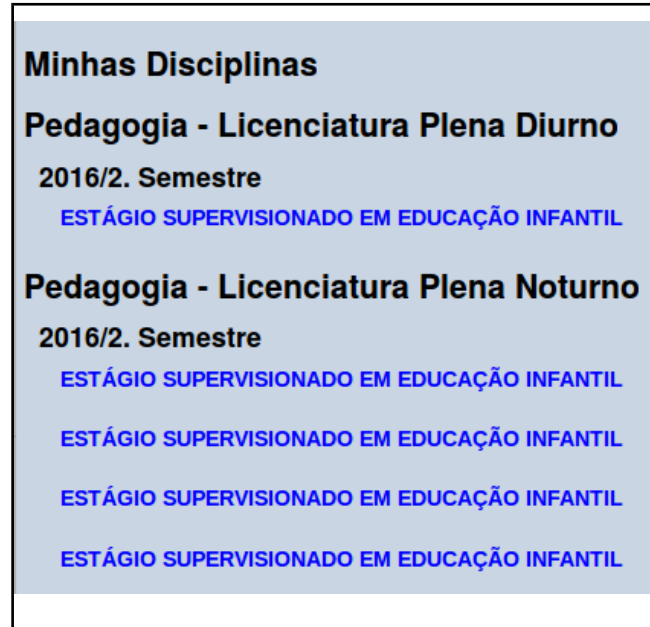 Minhas Disciplinas
Pedagogia - Licenciatura Plena Diurno
2016/2. Semestre
ESTÁGIO SUPERVISIONADO EM EDUCAÇÃO INFANTIL
Pedagogia - Licenciatura Plena Noturno
2016/2. Semestre
ESTÁGIO SUPERVISIONADO EM EDUCAÇÃO INFANTIL
ESTÁGIO SUPERVISIONADO EM EDUCAÇÃO INFANTIL
ESTÁGIO SUPERVISIONADO EM EDUCAÇÃO INFANTIL
ESTÁGIO SUPERVISIONADO EM EDUCAÇÃO INFANTIL